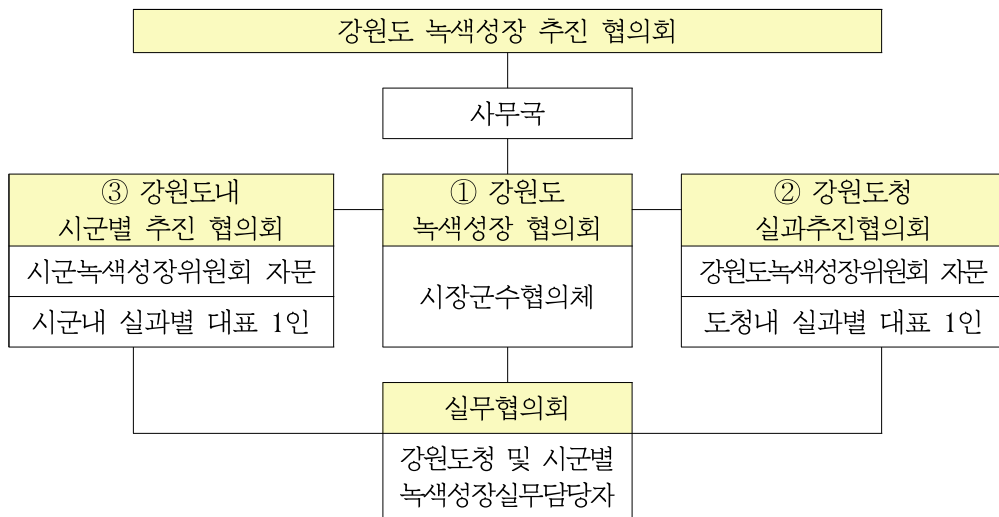 강원도 녹색성장 추진 협의회
사무국
③ 강원도내
시군별 추진 협의회
시군녹색성장위원회 자문
시군내 실과별 대표 1인
① 강원도
녹색성장 협의회
시장군수협의체
② 강원도청
실과추진협의회
강원도녹색성장위원회 자문
도청내 실과별 대표 1인
실무협의회
강원도청 및 시군별
녹색성장실무담당자